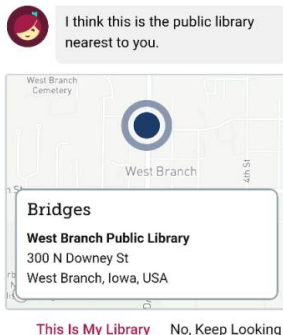 I think this is the public library
nearest to you.
West Branch
Cemetery
West Branch
4th St
Bridges
West Branch Public Library
300 N Downey St
West Branch, Iowa, USA
This Is My Library
No, Keep Looking